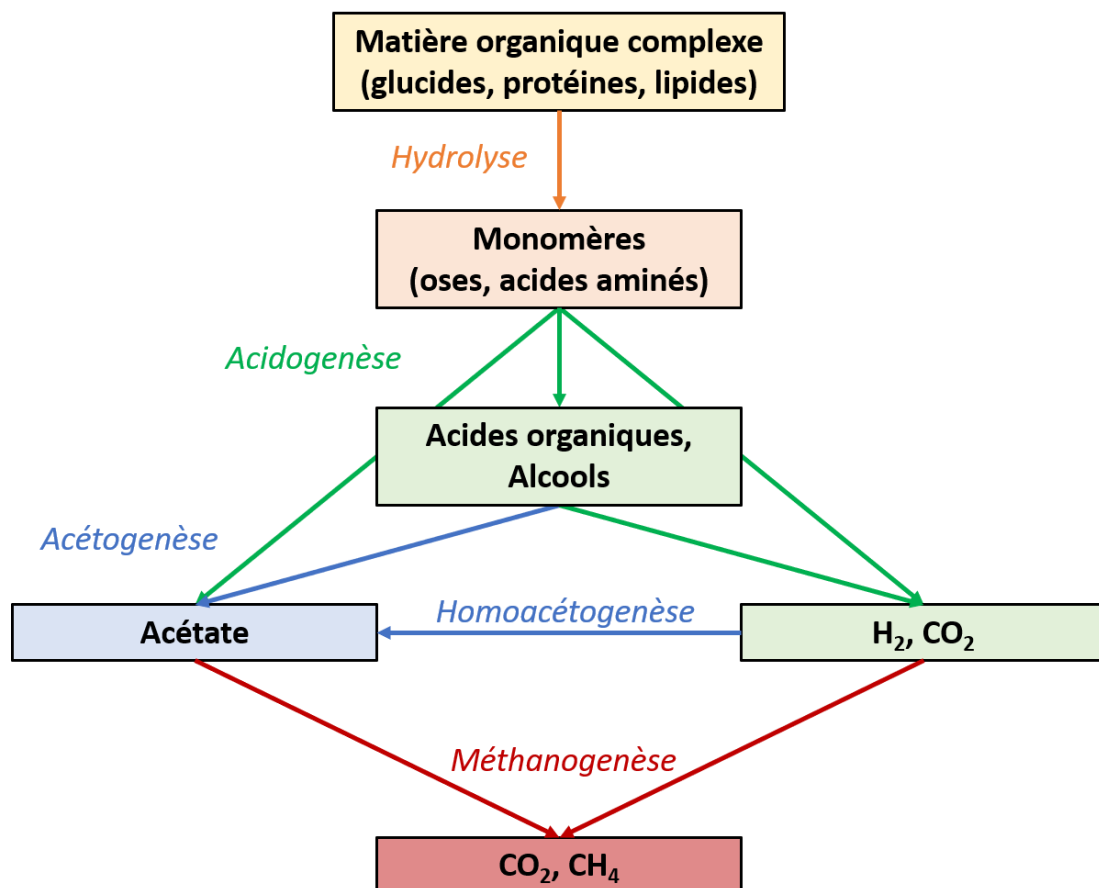 Matière organique complexe
(glucides, protéines, lipides)
Hydrolyse
Monomères
(oses, acides aminés)
Acidogenèse
Acides organiques,
Alcools
Acétogenèse
Homoacétogenèse
Acétate
H₂, CO₂
Méthanogenèse
CO₂, CH₄